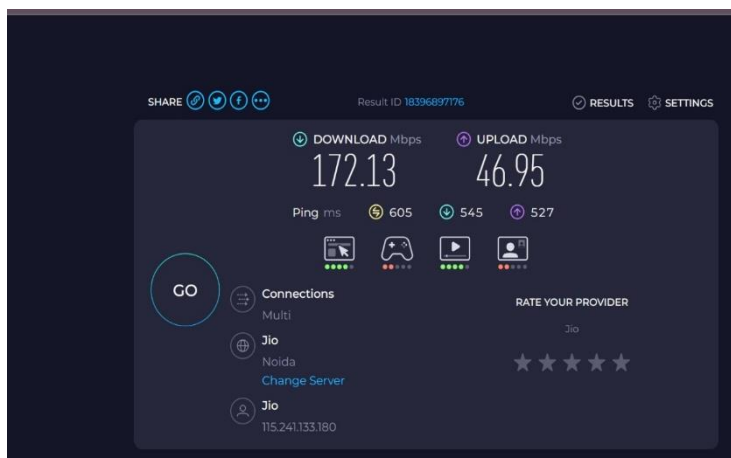 SHARE Result ID 18396897176 RESULTS SETTINGS
DOWNLOAD Mbps UPLOAD Mbps
172.13 46.95
Ping ms 605 545 527
GO
Connections
Multi
Jio
Noida
Change Server
Jio
115.241.133.180
RATE YOUR PROVIDER
Jio